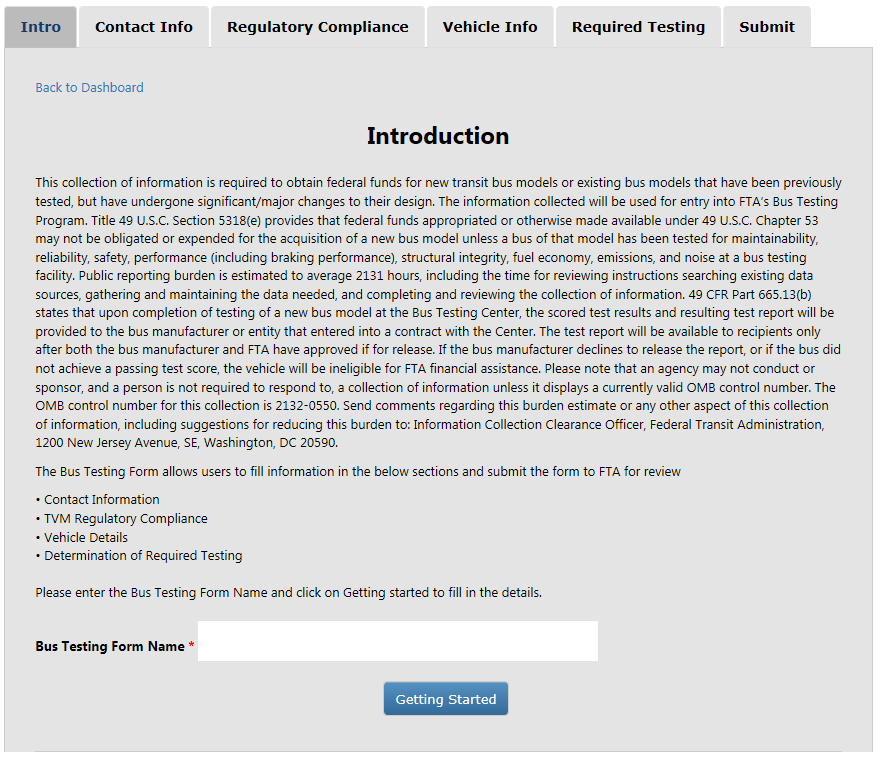 Intro Contact Info Regulatory Compliance Vehicle Info Required Testing Submit
Back to Dashboard
Introduction
This collection of information is required to obtain federal funds for new transit bus models or existing bus models that have been previously
tested, but have undergone significant/major changes to their design. The information collected will be used for entry into FTA's Bus Testing
Program. Title 49 U.S.C. Section 5318(e) provides that federal funds appropriated or otherwise made available under 49 U.S.C. Chapter 53
may not be obligated or expended for the acquisition of a new bus model unless a bus of that model has been tested for maintainability,
reliability, safety, performance (including braking performance), structural integrity, fuel economy, emissions, and noise at a bus testing
facility. Public reporting burden is estimated to average 2131 hours, including the time for reviewing instructions searching existing data
sources, gathering and maintaining the data needed, and completing and reviewing the collection of information. 49 CFR Part 665.13(b)
states that upon completion of testing of a new bus model at the Bus Testing Center, the scored test results and resulting test report will be
provided to the bus manufacturer or entity that entered into a contract with the Center. The test report will be available to recipients only
after both the bus manufacturer and FTA have approved if for release. If the bus manufacturer declines to release the report, or if the bus did
not achieve a passing test score, the vehicle will be ineligible for FTA financial assistance. Please note that an agency may not conduct or
sponsor, and a person is not required to respond to, a collection of information unless it displays a currently valid OMB control number. The
OMB control number for this collection is 2132-0550. Send comments regarding this burden estimate or any other aspect of this collection
of information, including suggestions for reducing this burden to: Information Collection Clearance Officer, Federal Transit Administration,
1200 New Jersey Avenue, SE, Washington, DC 20590.
The Bus Testing Form allows users to fill information in the below sections and submit the form to FTA for review
• Contact Information
• TVM Regulatory Compliance
• Vehicle Details
• Determination of Required Testing
Please enter the Bus Testing Form Name and click on Getting started to fill in the details.
Bus Testing Form Name *
Getting Started